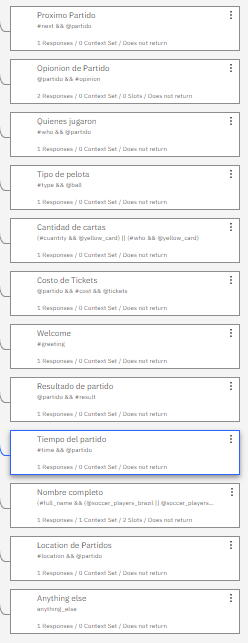 Proximo Partido
#next && @partido
1 Responses / 0 Context Set / Does not return
Opionion de Partido
@partido && #opinion
2 Responses / 0 Context Set / 0 Slots / Does not return
Quienes jugaron
#who && @partido
1 Responses / 0 Context Set / Does not return
Tipo de pelota
#type && @ball
1 Responses / 0 Context Set / Does not return
Cantidad de cartas
(#cuantity && @yellow_card) || (#who && @yellow_card)
1 Responses / 0 Context Set / Does not return
Costo de Tickets
@partido && #cost && @tickets
1 Responses / 0 Context Set / Does not return
Welcome
#greeting
1 Responses / 0 Context Set / Does not return
Resultado de partido
@partido && #result
1 Responses / 0 Context Set / Does not return
Tiempo del partido
#time && @partido
1 Responses / 0 Context Set / Does not return
Nombre completo
(#full_name && (@soccer_players_brazil || @soccer_players...
1 Responses / 1 Context Set / 2 Slots / Does not return
Location de Partidos
#location && @partido
1 Responses / 0 Context Set / Does not return
Anything else
anything_else
1 Responses / 0 Context Set / Does not return